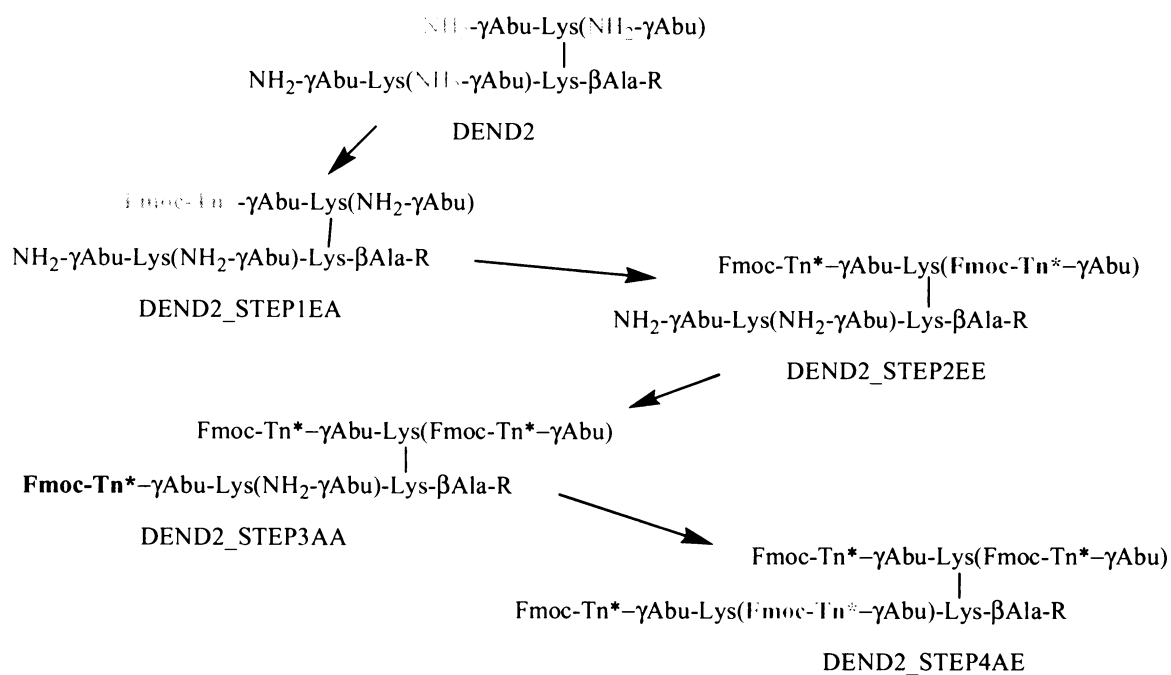 NH₂-γAbu-Lys(NH₂-γAbu)
NH₂-γAbu-Lys(NH₂-γAbu)-Lys-βAla-R
DEND2
Fmoc-Tn -γAbu-Lys(NH₂-γAbu)
NH₂-γAbu-Lys(NH₂-γAbu)-Lys-βAla-R
DEND2_STEP1EA
Fmoc-Tn*–γAbu-Lys(Fmoc-Tn*–γAbu)
NH₂-γAbu-Lys(NH₂-γAbu)-Lys-βAla-R
DEND2_STEP2EE
Fmoc-Tn*–γAbu-Lys(Fmoc-Tn*–γAbu)
Fmoc-Tn*–γAbu-Lys(NH₂-γAbu)-Lys-βAla-R
DEND2_STEP3AA
Fmoc-Tn*–γAbu-Lys(Fmoc-Tn*–γAbu)
Fmoc-Tn*–γAbu-Lys(Fmoc-Tn*–γAbu)-Lys-βAla-R
DEND2_STEP4AE